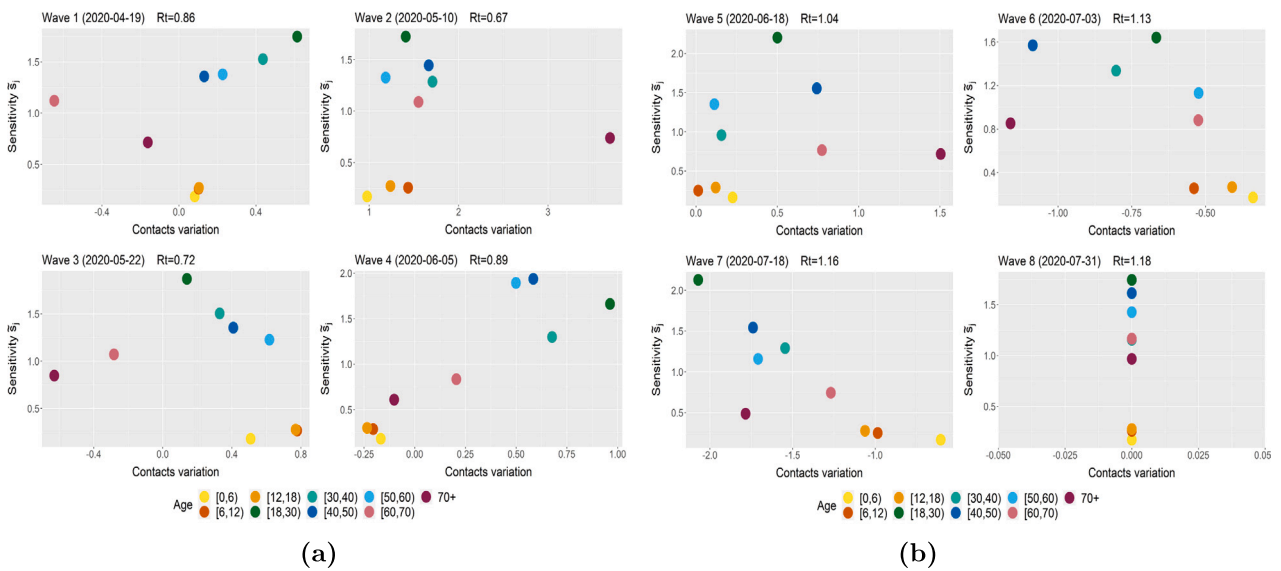 Wave 1 (2020-04-19) Rt=0.86
Sensitivity s̃j
1.5
1.0
0.5
-0.4 0.0 0.4
Contacts variation
Wave 2 (2020-05-10) Rt=0.67
Sensitivity s̃j
1.5
1.0
0.5
1 2 3
Contacts variation
Wave 3 (2020-05-22) Rt=0.72
Sensitivity s̃j
1.5
1.0
0.5
-0.4 0.0 0.4 0.8
Contacts variation
Wave 4 (2020-06-05) Rt=0.89
Sensitivity s̃j
2.0
1.5
1.0
0.5
-0.25 0.00 0.25 0.50 0.75 1.00
Contacts variation
Age
[0,6) [12,18) [30,40) [50,60) 70+
[6,12) [18,30) [40,50) [60,70)
(a)
Wave 5 (2020-06-18) Rt=1.04
Sensitivity s̃j
2.0
1.5
1.0
0.5
0.0
0.0 0.5 1.0 1.5
Contacts variation
Wave 6 (2020-07-03) Rt=1.13
Sensitivity s̃j
1.6
1.2
0.8
0.4
-1.00 -0.75 -0.50
Contacts variation
Wave 7 (2020-07-18) Rt=1.16
Sensitivity s̃j
2.0
1.5
1.0
0.5
-2.0 -1.5 -1.0
Contacts variation
Wave 8 (2020-07-31) Rt=1.18
Sensitivity s̃j
1.5
1.0
0.5
-0.050 -0.025 0.000 0.025 0.05
Contacts variation
Age
[0,6) [12,18) [30,40) [50,60) 70+
[6,12) [18,30) [40,50) [60,70)
(b)